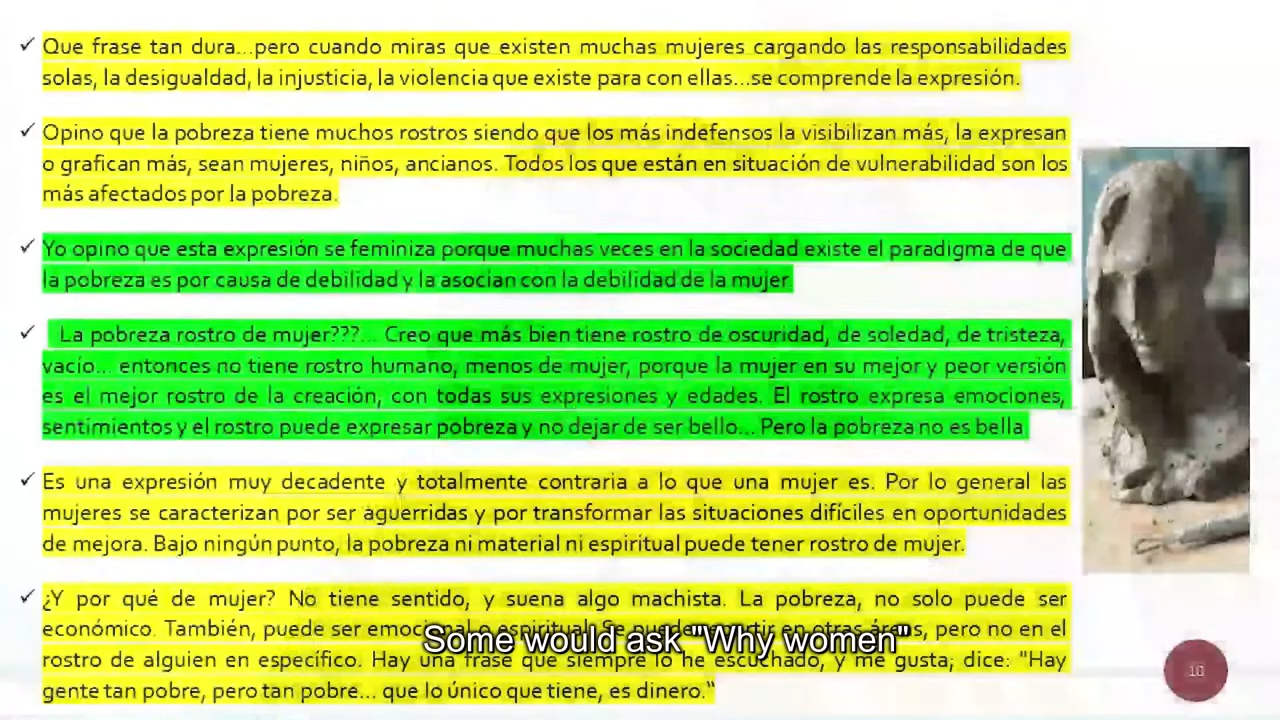 ✓ Que frase tan dura...pero cuando miras que existen muchas mujeres cargando las responsabilidades
solas, la desigualdad, la injusticia, la violencia que existe para con ellas...se comprende la expresión.
✓ Opino que la pobreza tiene muchos rostros siendo que los más indefensos la visibilizan más, la expresan
o grafican más, sean mujeres, niños, ancianos. Todos los que están en situación de vulnerabilidad son los
más afectados por la pobreza.
✓ Yo opino que esta expresión se feminiza porque muchas veces en la sociedad existe el paradigma de que
la pobreza es por causa de debilidad y la asocian con la debilidad de la mujer
✓ La pobreza rostro de mujer???... Creo que más bien tiene rostro de oscuridad, de soledad, de tristeza,
vacío... entonces no tiene rostro humano, menos de mujer, porque la mujer en su mejor y peor versión
es el mejor rostro de la creación, con todas sus expresiones y edades. El rostro expresa emociones,
sentimientos y el rostro puede expresar pobreza y no dejar de ser bello... Pero la pobreza no es bella
✓ Es una expresión muy decadente y totalmente contraria a lo que una mujer es. Por lo general las
mujeres se caracterizan por ser aguerridas y por transformar las situaciones difíciles en oportunidades
de mejora. Bajo ningún punto, la pobreza ni material ni espiritual puede tener rostro de mujer.
✓ ¿Y por qué de mujer? No tiene sentido, y suena algo machista. La pobreza, no solo puede ser
económico. También, puede ser emocional o espiritual. Se puede en otras áreas, pero no en el
rostro de alguien en específico. Hay una frase que siempre lo he escuchado, y me gusta, dice: "Hay
gente tan pobre, pero tan pobre... que lo único que tiene, es dinero."
Some would ask "Why women"
10